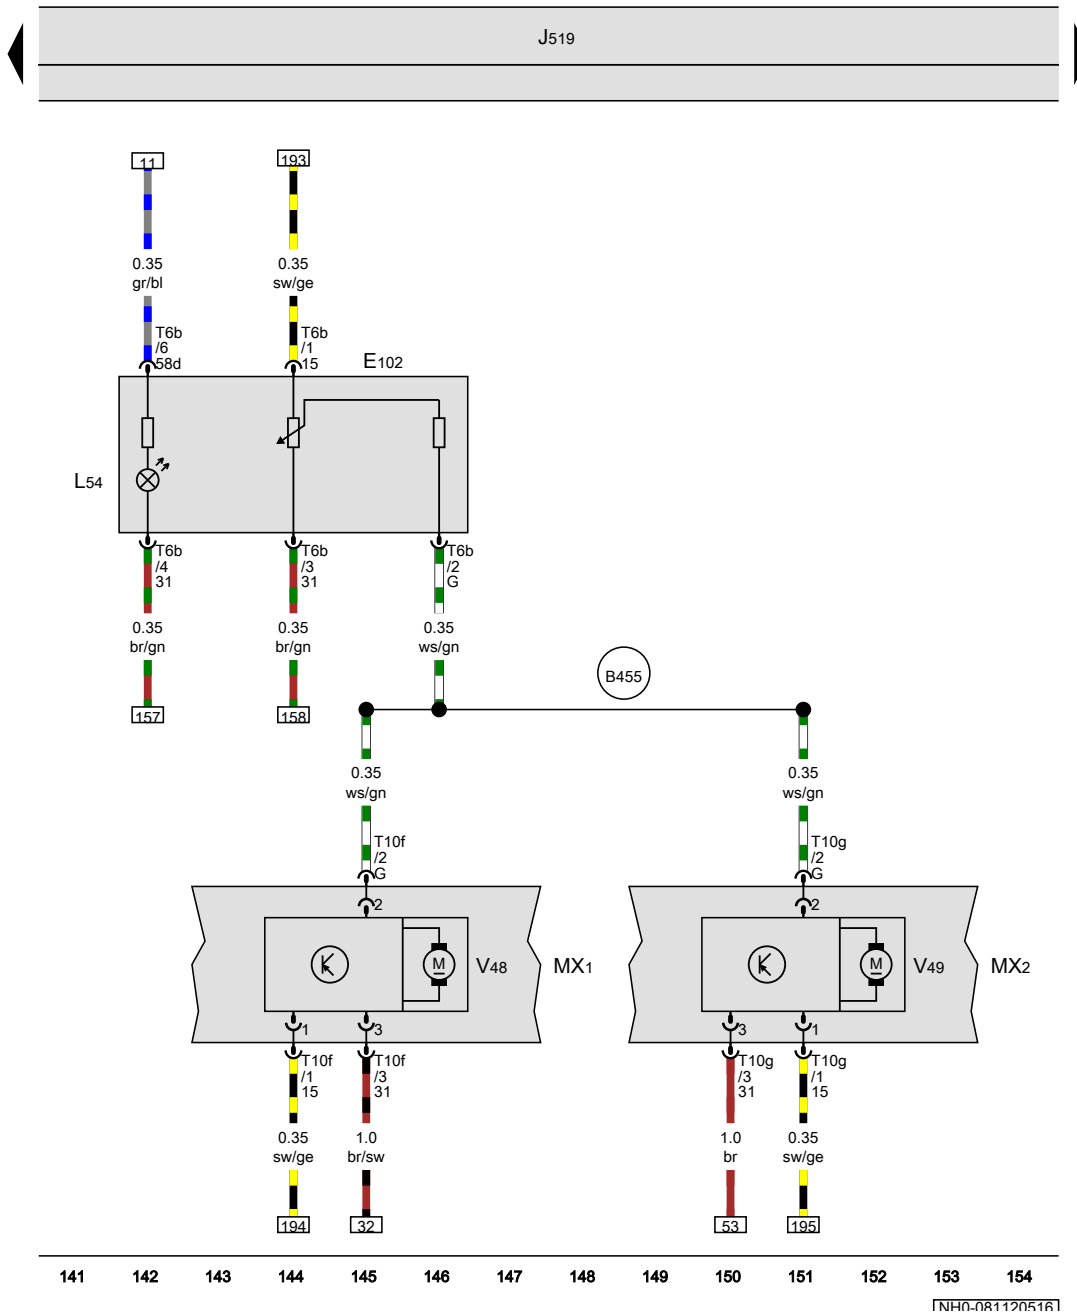 J519
11
193
0.35
gr/bl
0.35
sw/ge
T6b
/6
58d
T6b
/1
15
E102
L54
T6b
/4
31
T6b
/3
31
T6b
/2
G
0.35
br/gn
0.35
br/gn
0.35
ws/gn
B455
157
158
0.35
ws/gn
0.35
ws/gn
T10f
/2
G
T10g
/2
G
2
2
M
V48
MX1
M
V49
MX2
1
3
3
1
T10f
/1
15
T10f
/3
31
T10g
/3
31
T10g
/1
15
0.35
sw/ge
1.0
br/sw
1.0
br
0.35
sw/ge
194
32
53
195
141 142 143 144 145 146 147 148 149 150 151 152 153 154
NH0-081120516